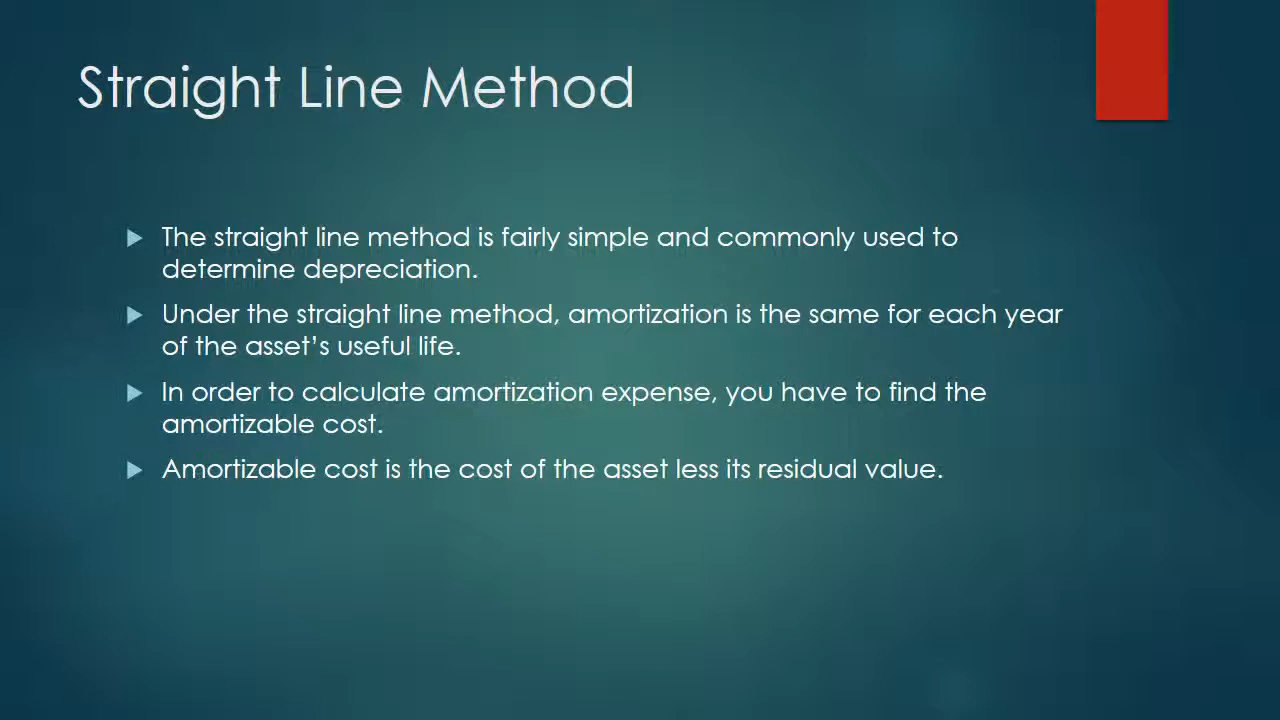 Straight Line Method
The straight line method is fairly simple and commonly used to
determine depreciation.
Under the straight line method, amortization is the same for each year
of the asset’s useful life.
In order to calculate amortization expense, you have to find the
amortizable cost.
Amortizable cost is the cost of the asset less its residual value.